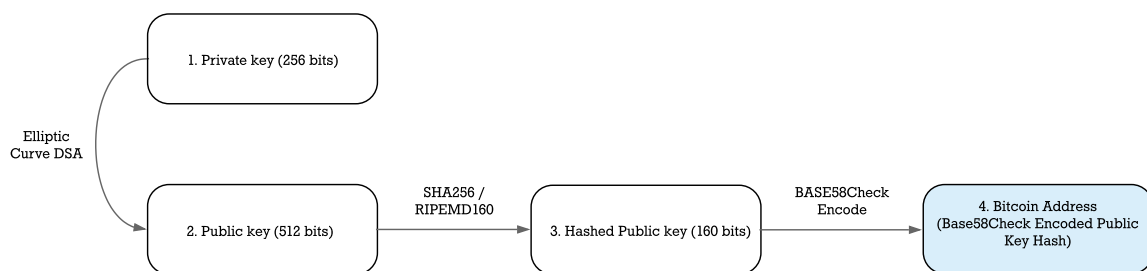 1. Private key (256 bits)
Elliptic
Curve DSA
2. Public key (512 bits)
SHA256 /
RIPEMD160
3. Hashed Public key (160 bits)
BASE58Check
Encode
4. Bitcoin Address
(Base58Check Encoded Public
Key Hash)